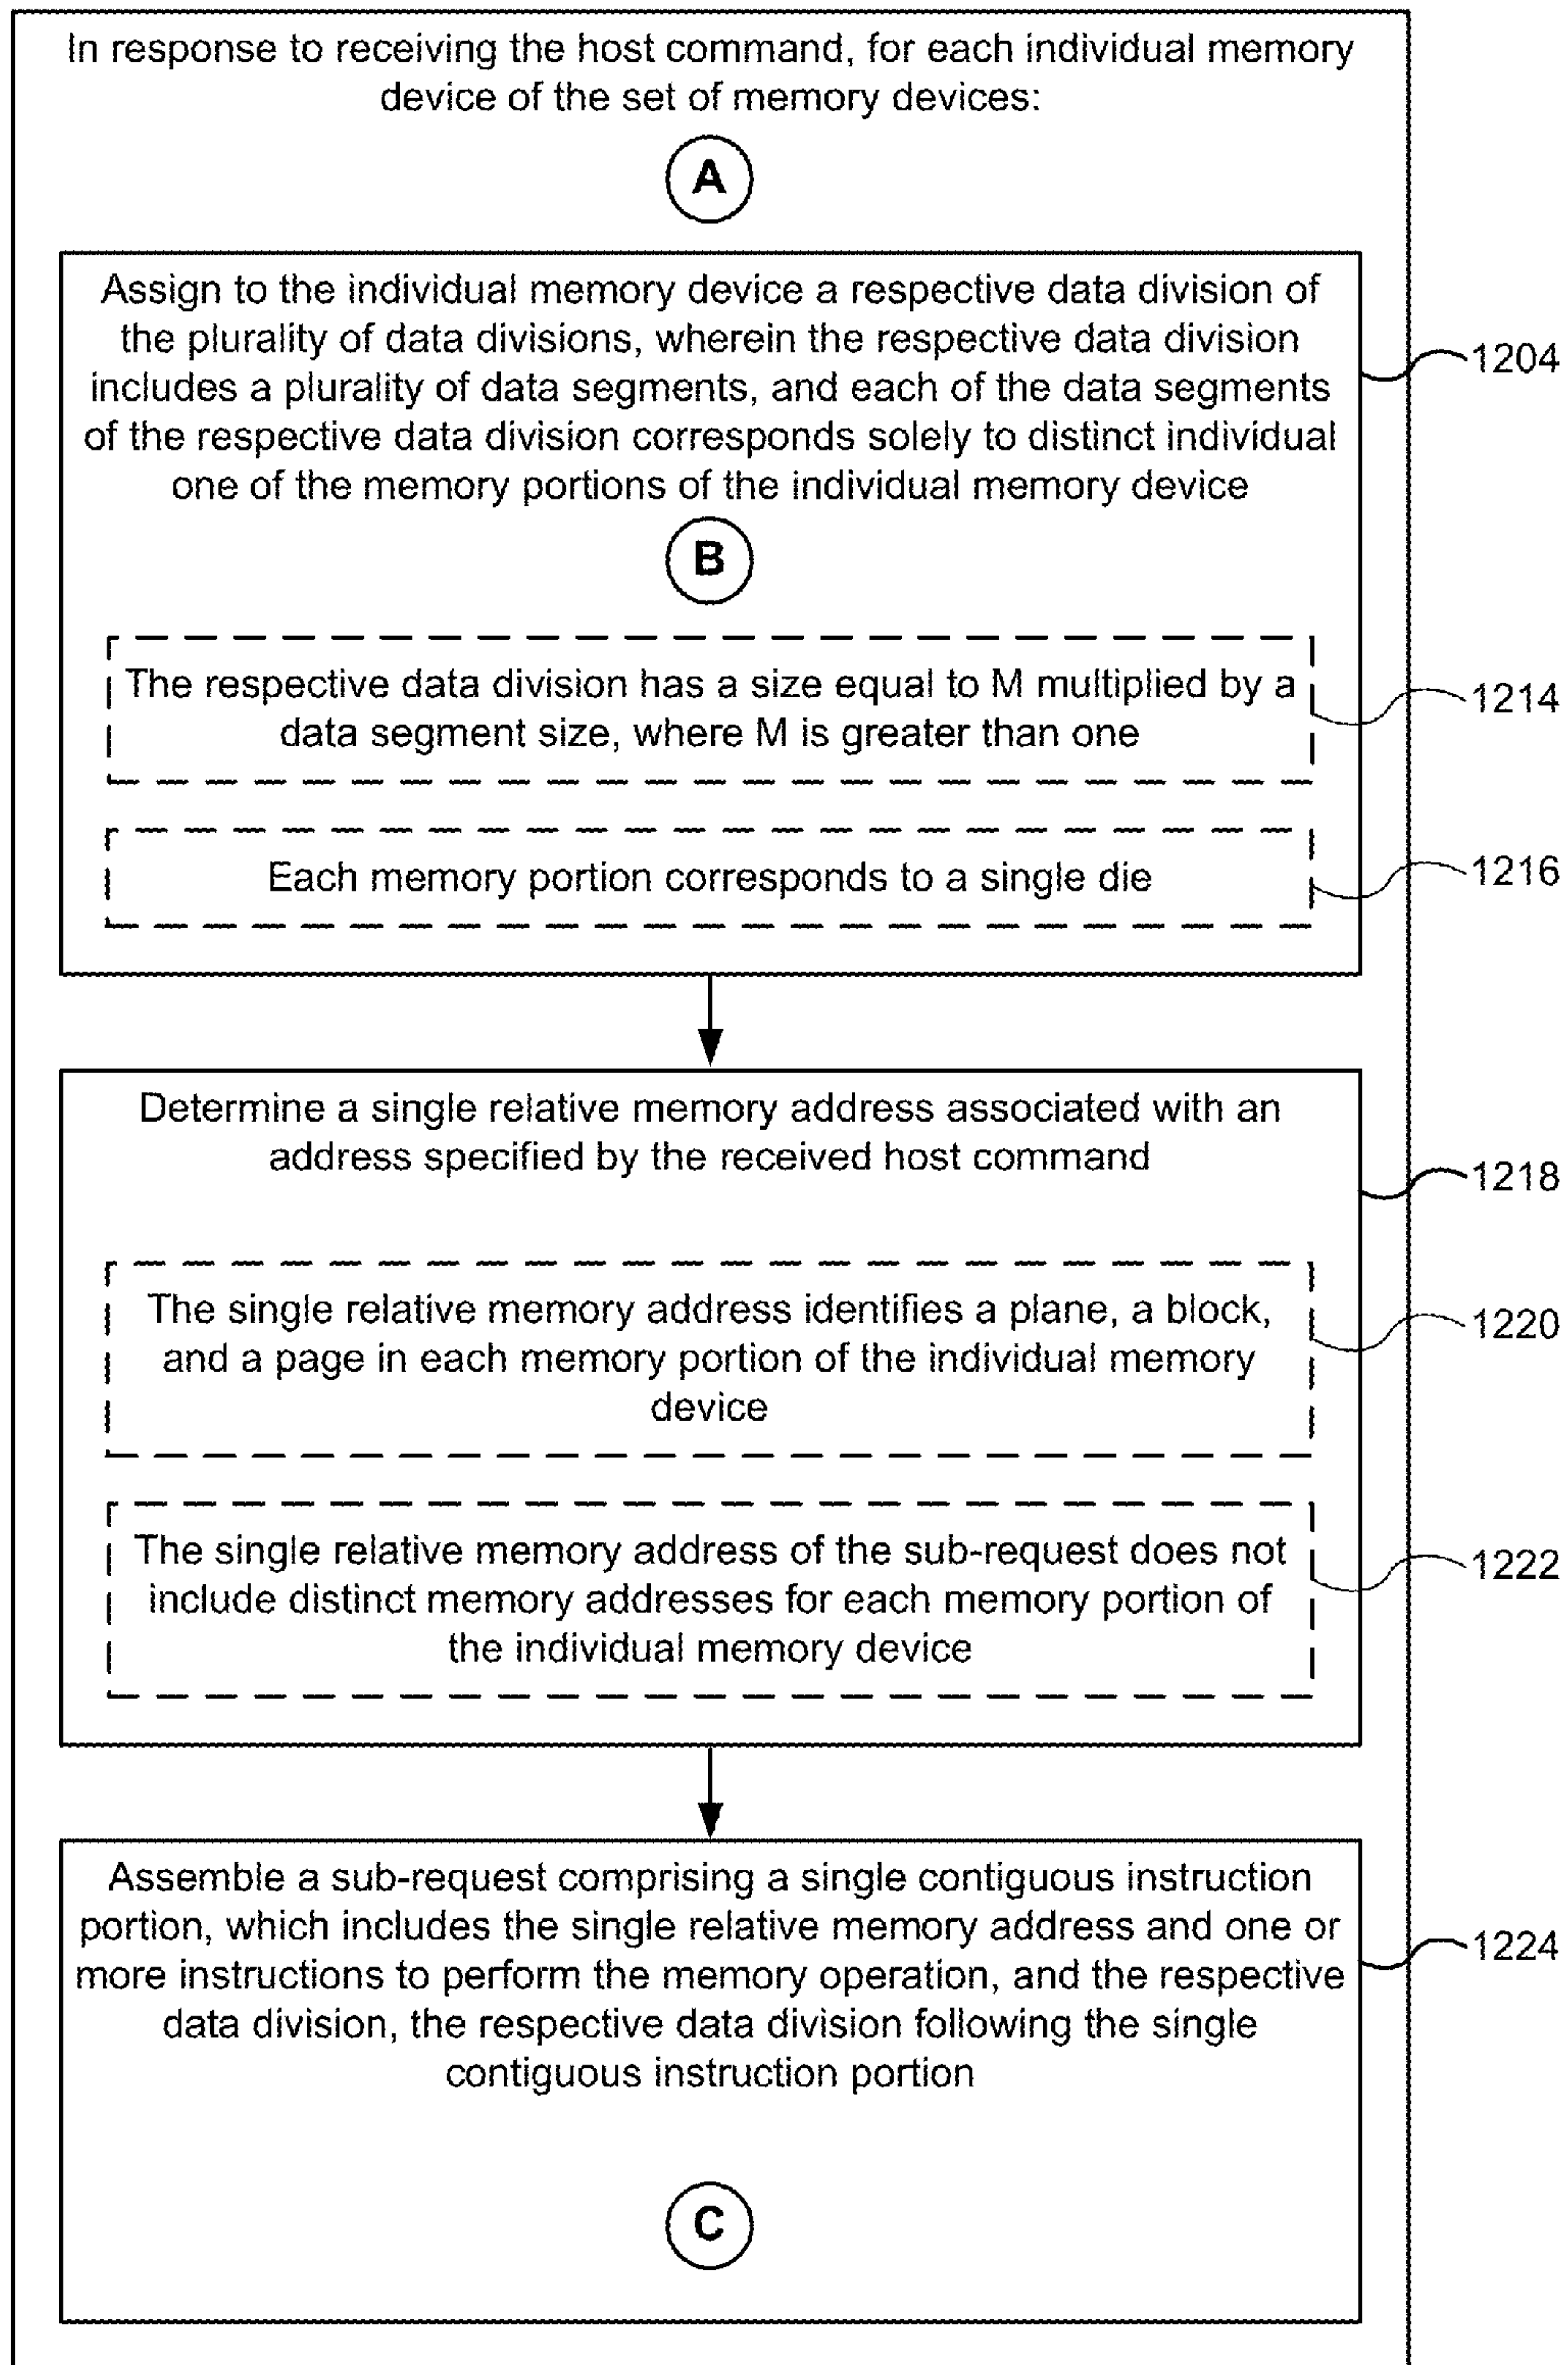 In response to receiving the host command, for each individual memory
device of the set of memory devices:
A
Assign to the individual memory device a respective data division of
the plurality of data divisions, wherein the respective data division
includes a plurality of data segments, and each of the data segments
of the respective data division corresponds solely to distinct individual
one of the memory portions of the individual memory device
1204
B
The respective data division has a size equal to M multiplied by a
data segment size, where M is greater than one
1214
Each memory portion corresponds to a single die
1216
Determine a single relative memory address associated with an
address specified by the received host command
1218
The single relative memory address identifies a plane, a block,
and a page in each memory portion of the individual memory
device
1220
The single relative memory address of the sub-request does not
include distinct memory addresses for each memory portion of
the individual memory device
1222
Assemble a sub-request comprising a single contiguous instruction
portion, which includes the single relative memory address and one or
more instructions to perform the memory operation, and the respective
data division, the respective data division following the single
contiguous instruction portion
1224
C